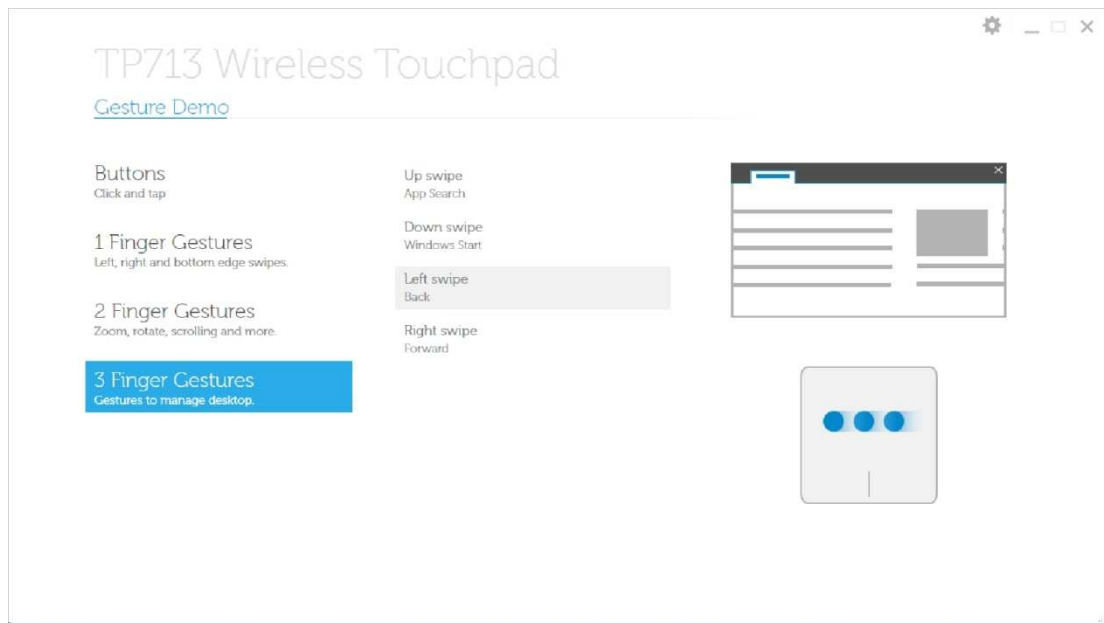 TP713 Wireless Touchpad
Gesture Demo
Buttons
Click and tap
1 Finger Gestures
Left, right and bottom edge swipes.
2 Finger Gestures
Zoom, rotate, scrolling and more.
3 Finger Gestures
Gestures to manage desktop.
Up swipe
App Search
Down swipe
Windows Start
Left swipe
Back
Right swipe
Forward